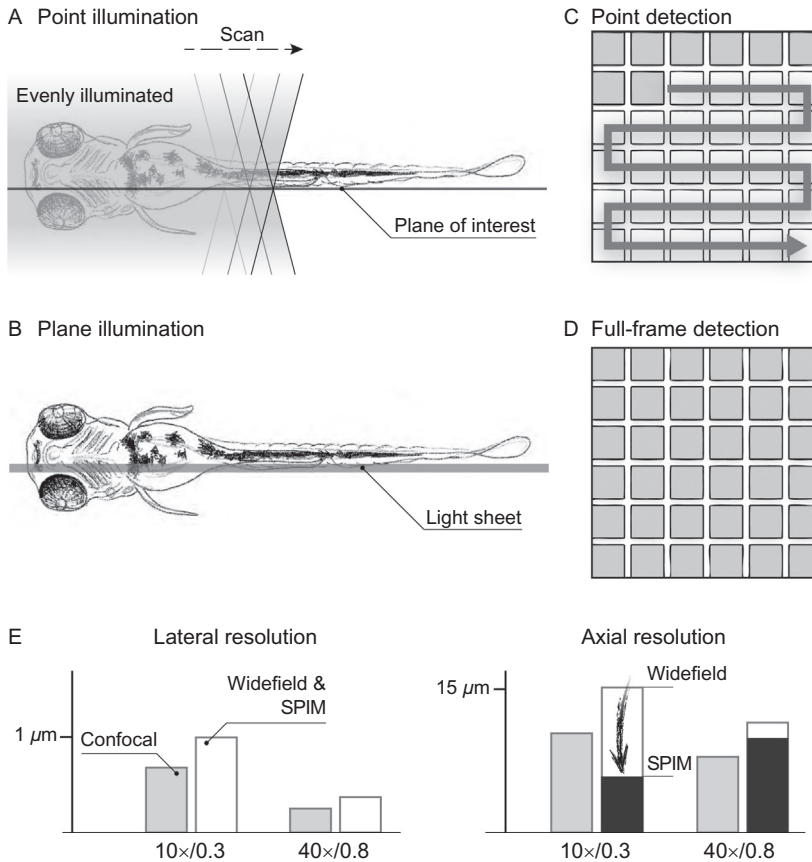 A Point illumination
Scan
Evenly illuminated
Plane of interest
B Plane illumination
Light sheet
C Point detection
D Full-frame detection
E
Lateral resolution
1 µm
Confocal
Widefield &
SPIM
10×/0.3
40×/0.8
Axial resolution
15 µm
Widefield
SPIM
10×/0.3
40×/0.8